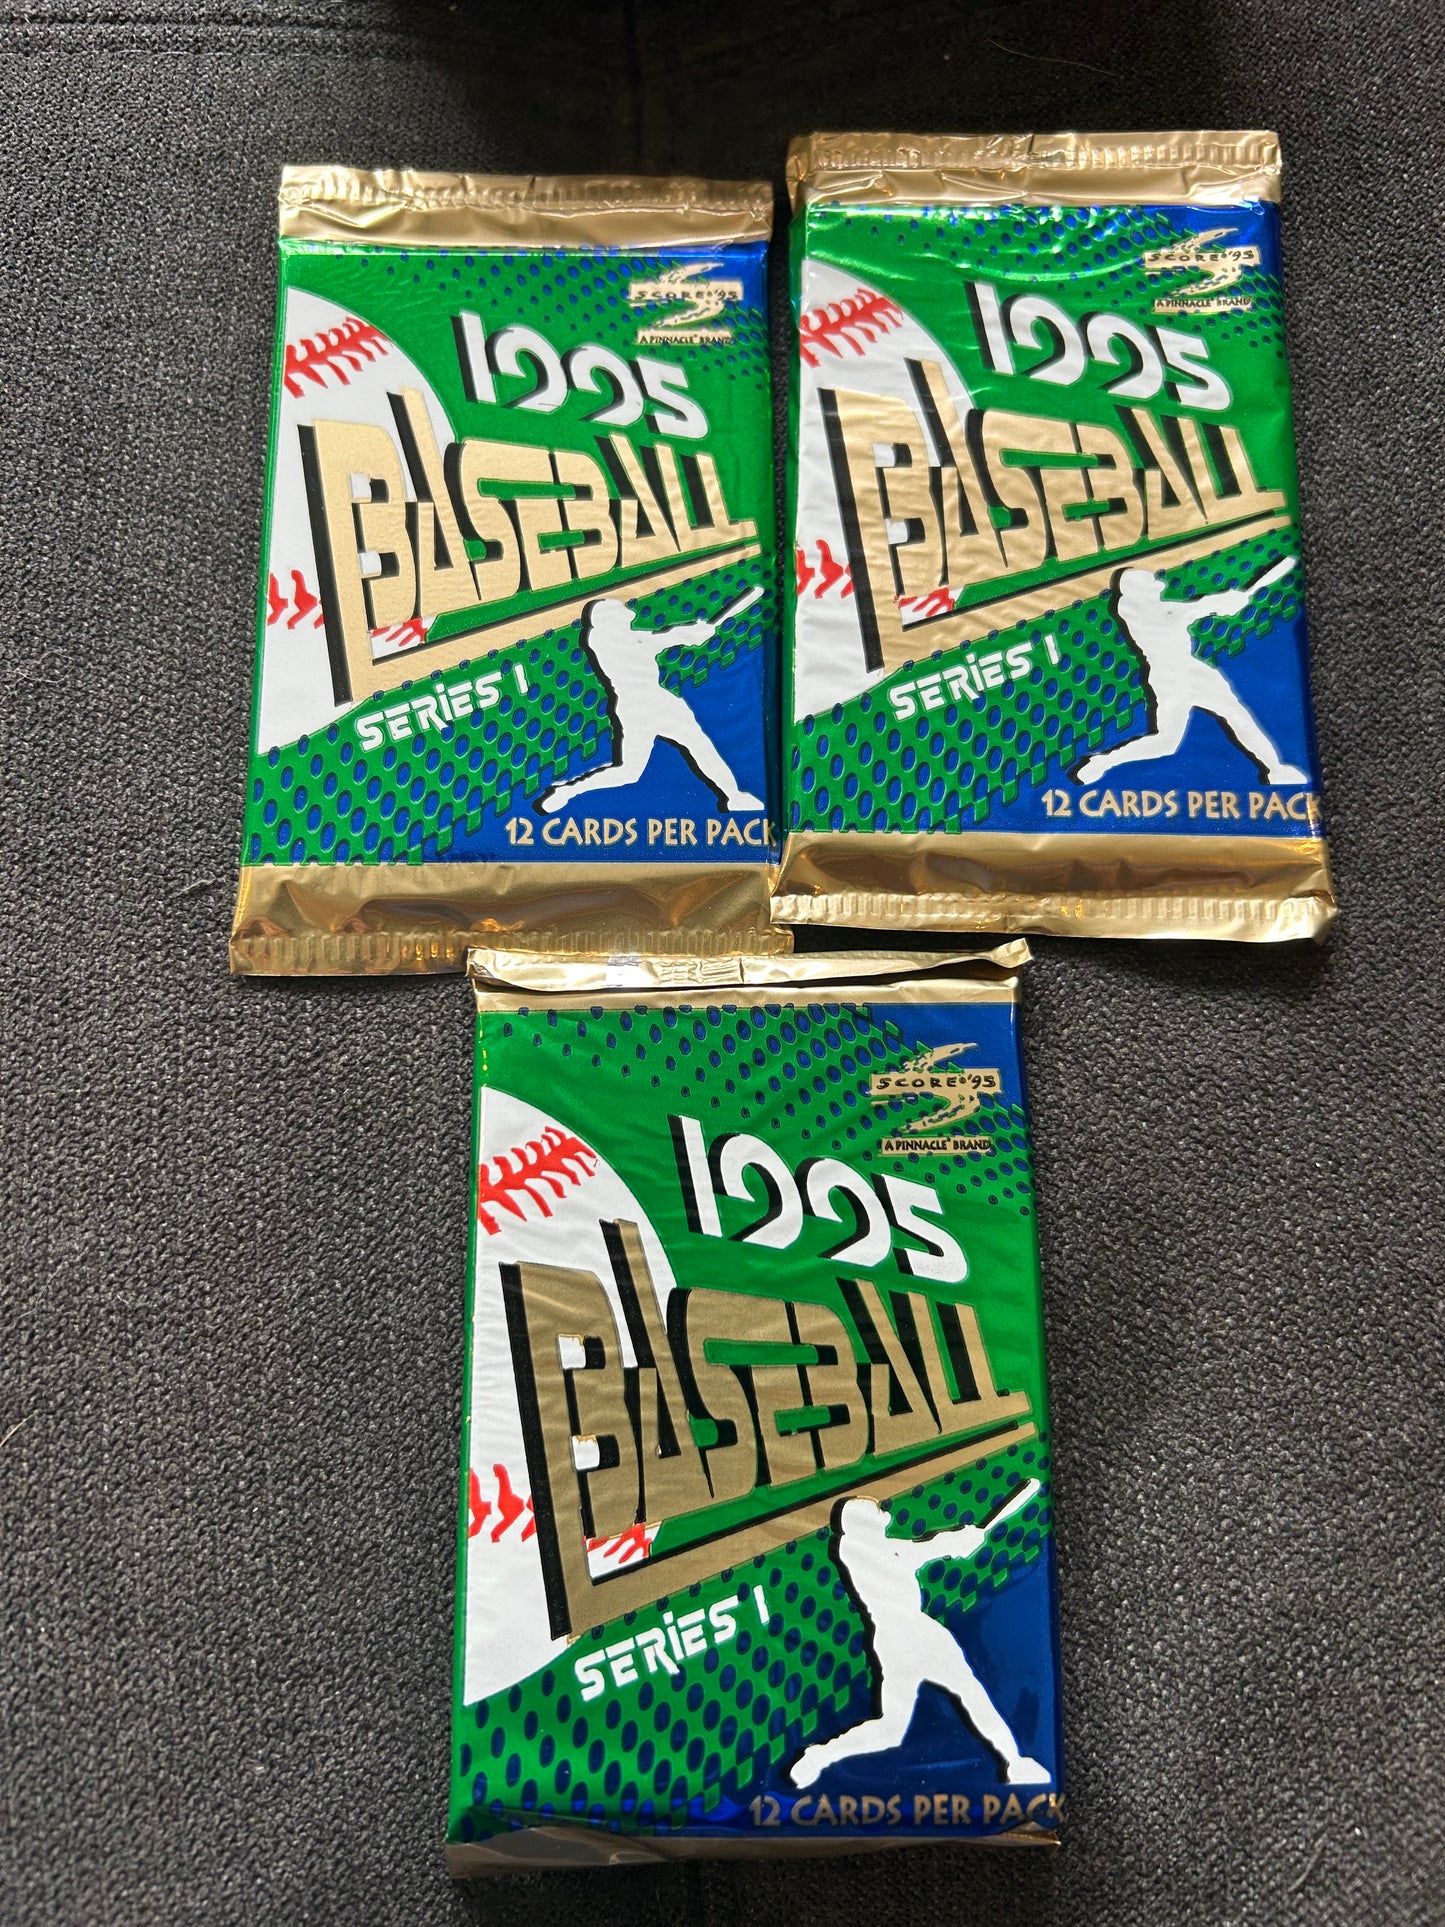 SCORE® '95
A PINNACLE® BRAND
1995
BASEBALL
SERIES 1
12 CARDS PER PACK
SCORE® '95
A PINNACLE® BRAND
1995
BASEBALL
SERIES 1
12 CARDS PER PACK
SCORE® '95
A PINNACLE® BRAND
1995
BASEBALL
SERIES 1
12 CARDS PER PACK